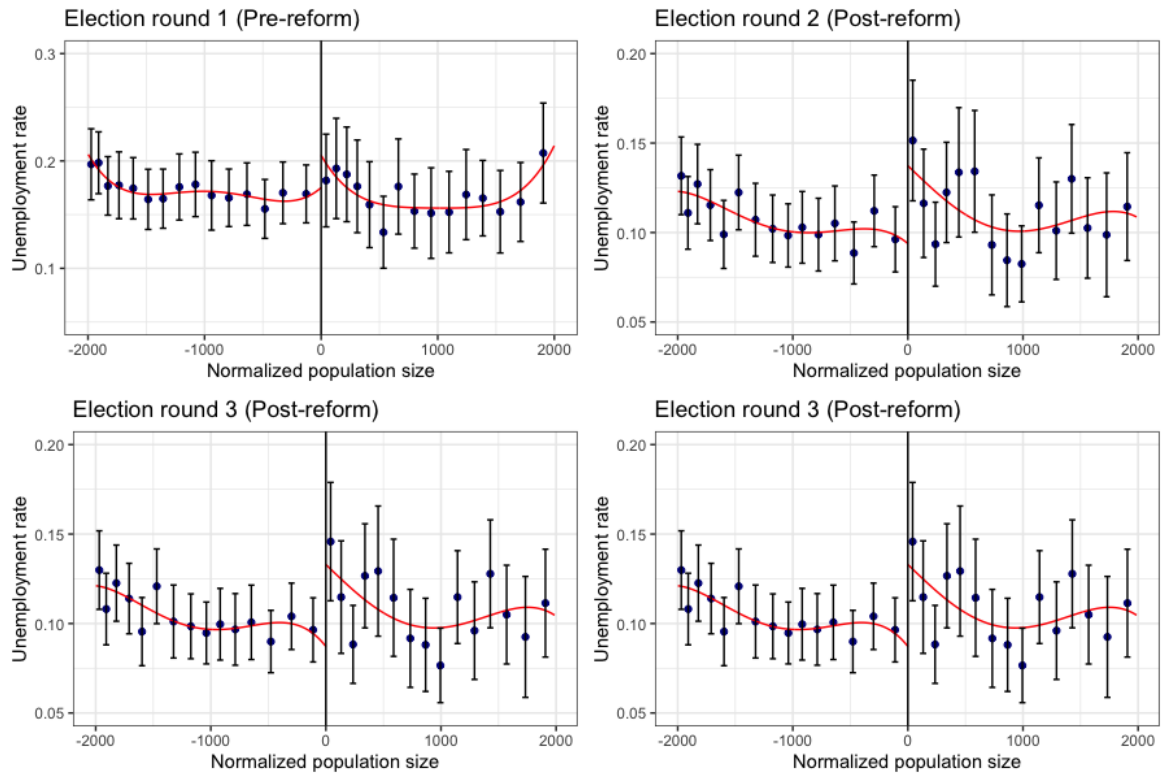 Election round 1 (Pre-reform)
Unemployment rate
0.3
0.2
0.1
-2000 -1000 0 1000 2000
Normalized population size
Election round 2 (Post-reform)
Unemployment rate
0.20
0.15
0.10
0.05
-2000 -1000 0 1000 2000
Normalized population size
Election round 3 (Post-reform)
Unemployment rate
0.20
0.15
0.10
0.05
-2000 -1000 0 1000 2000
Normalized population size
Election round 3 (Post-reform)
Unemployment rate
0.20
0.15
0.10
0.05
-2000 -1000 0 1000 2000
Normalized population size